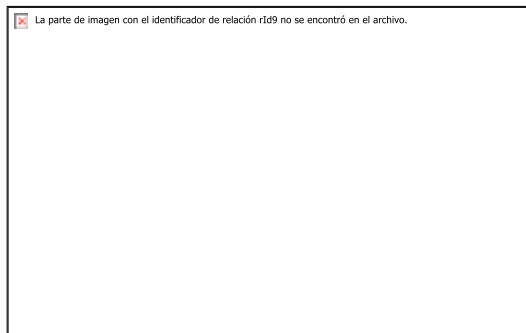 La parte de imagen con el identificador de relación rId9 no se encontró en el archivo.